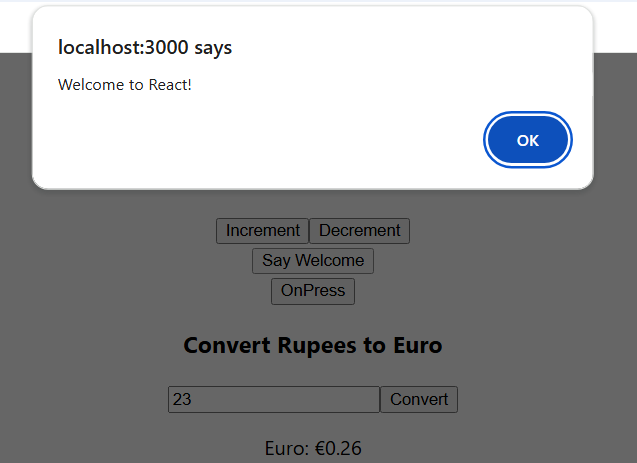 localhost:3000 says
Welcome to React!
OK
Increment Decrement
Say Welcome
OnPress
Convert Rupees to Euro
23 Convert
Euro: €0.26